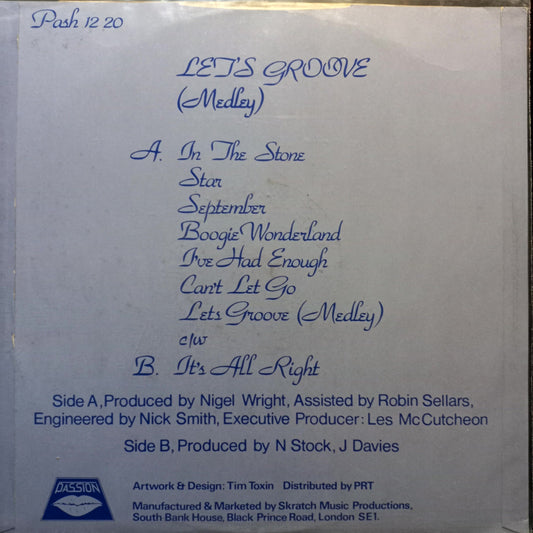 Pash 12 20
LET'S GROOVE
(Medley)
A. In The Stone
Star
September
Boogie Wonderland
I've Had Enough
Can't Let Go
Lets Groove (Medley)
c/w
B. It's All Right
Side A, Produced by Nigel Wright, Assisted by Robin Sellars,
Engineered by Nick Smith, Executive Producer: Les McCutcheon
Side B, Produced by N Stock, J Davies
PASSION
Artwork & Design: Tim Toxin Distributed by PRT
Manufactured & Marketed by Skratch Music Productions,
South Bank House, Black Prince Road, London SE1.